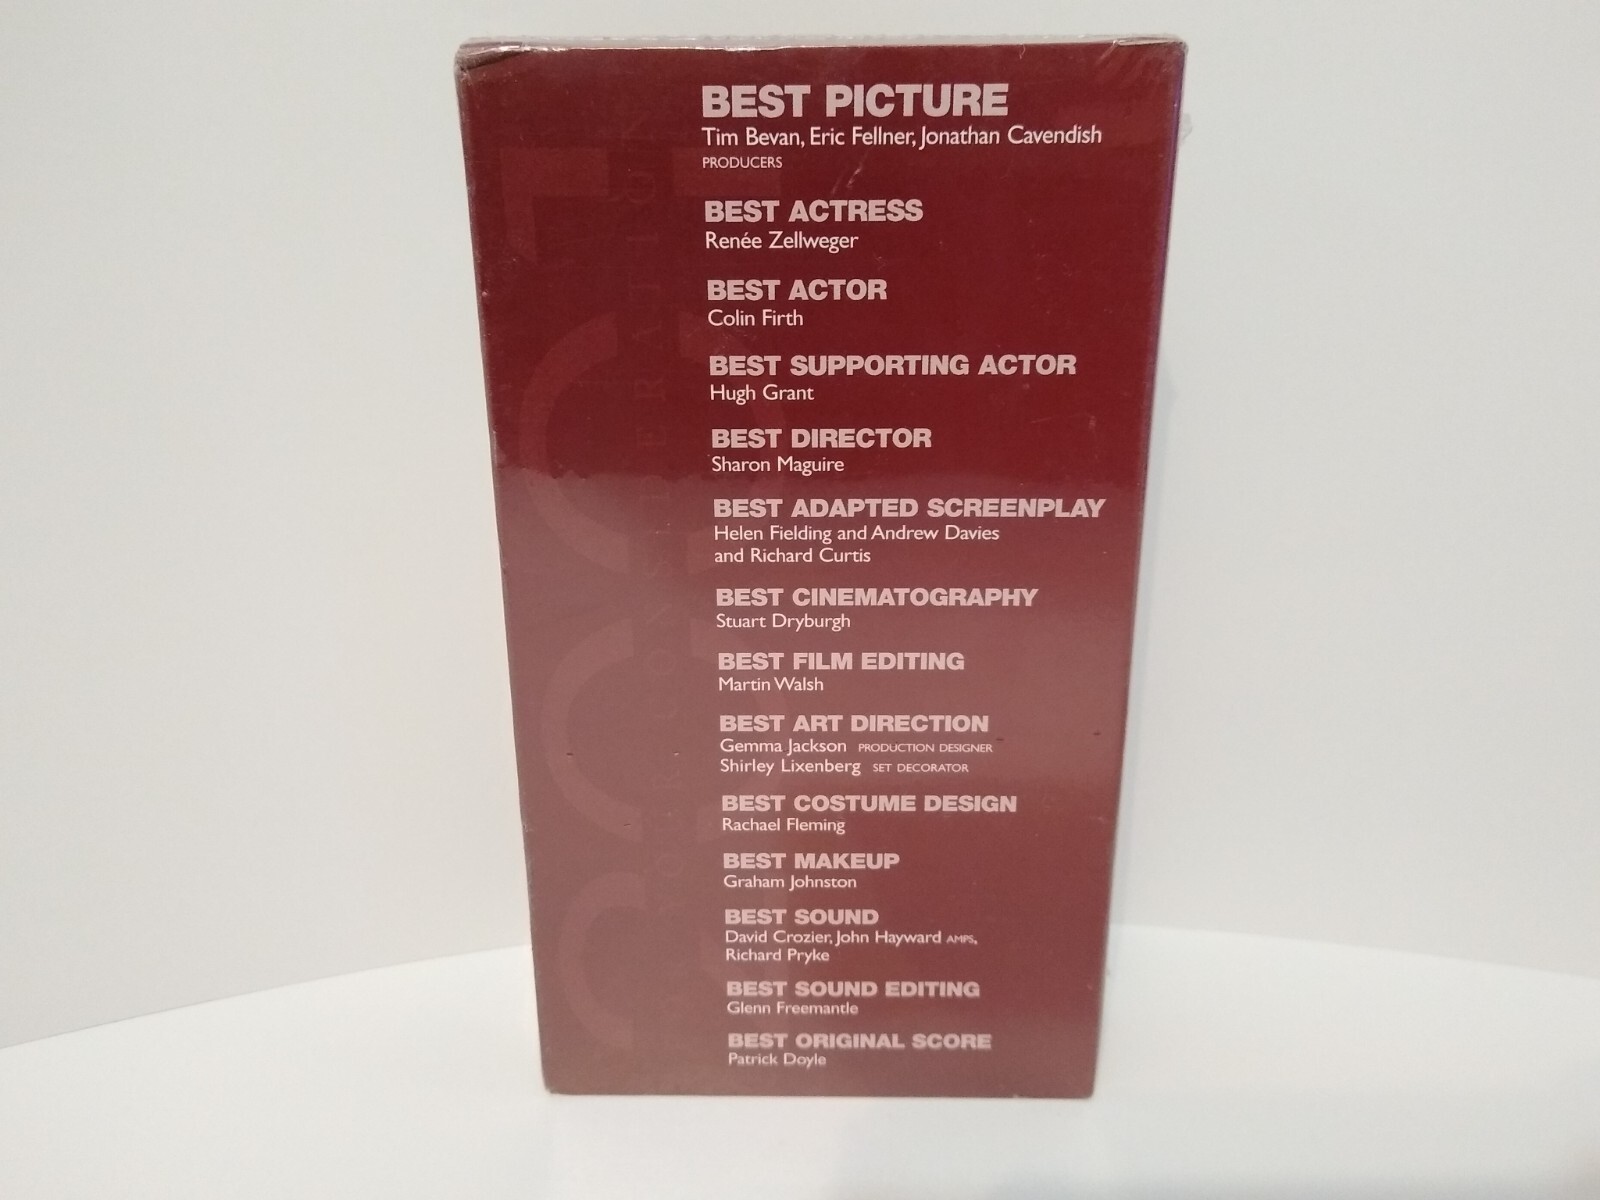 BEST PICTURE
Tim Bevan, Eric Fellner, Jonathan Cavendish
PRODUCERS
BEST ACTRESS
Renée Zellweger
BEST ACTOR
Colin Firth
BEST SUPPORTING ACTOR
Hugh Grant
BEST DIRECTOR
Sharon Maguire
BEST ADAPTED SCREENPLAY
Helen Fielding and Andrew Davies
and Richard Curtis
BEST CINEMATOGRAPHY
Stuart Dryburgh
BEST FILM EDITING
Martin Walsh
BEST ART DIRECTION
Gemma Jackson PRODUCTION DESIGNER
Shirley Lixenberg SET DECORATOR
BEST COSTUME DESIGN
Rachael Fleming
BEST MAKEUP
Graham Johnston
BEST SOUND
David Crozier, John Hayward AMPS,
Richard Pryke
BEST SOUND EDITING
Glenn Freemantle
BEST ORIGINAL SCORE
Patrick Doyle
FOR YOUR CONSIDERATION